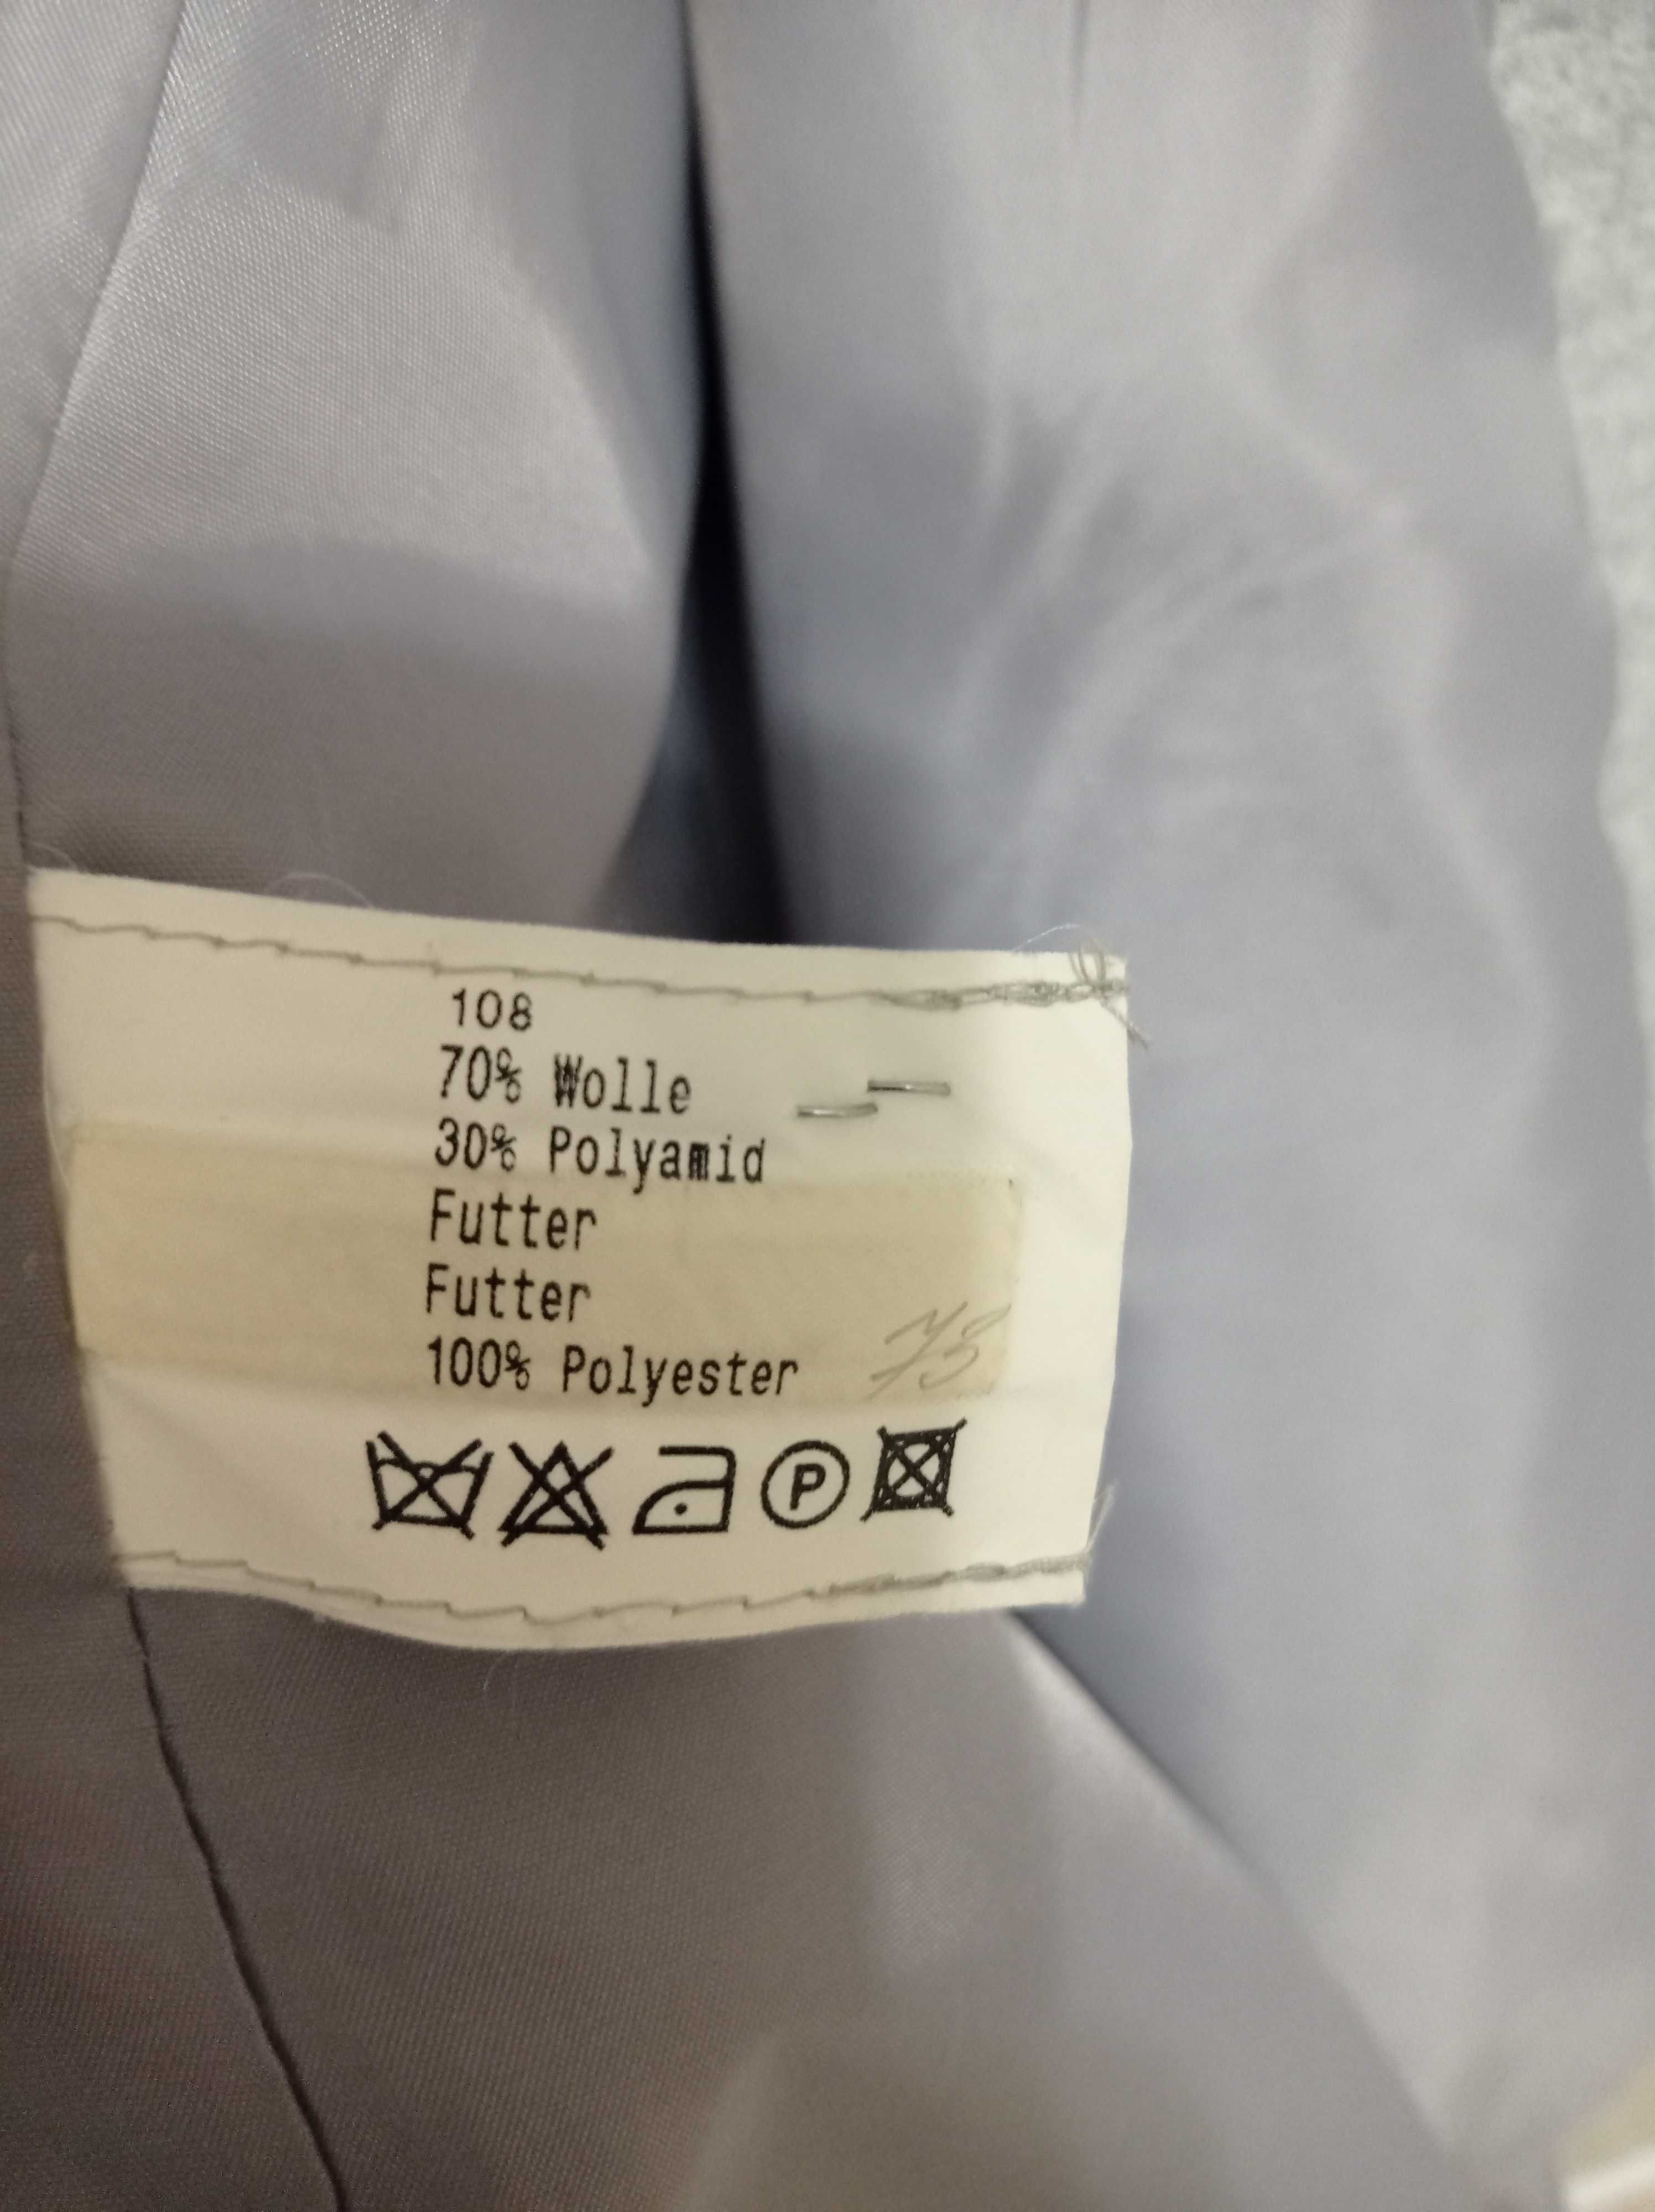 108
70% Wolle
30% Polyamid
Futter
Futter
100% Polyester
P